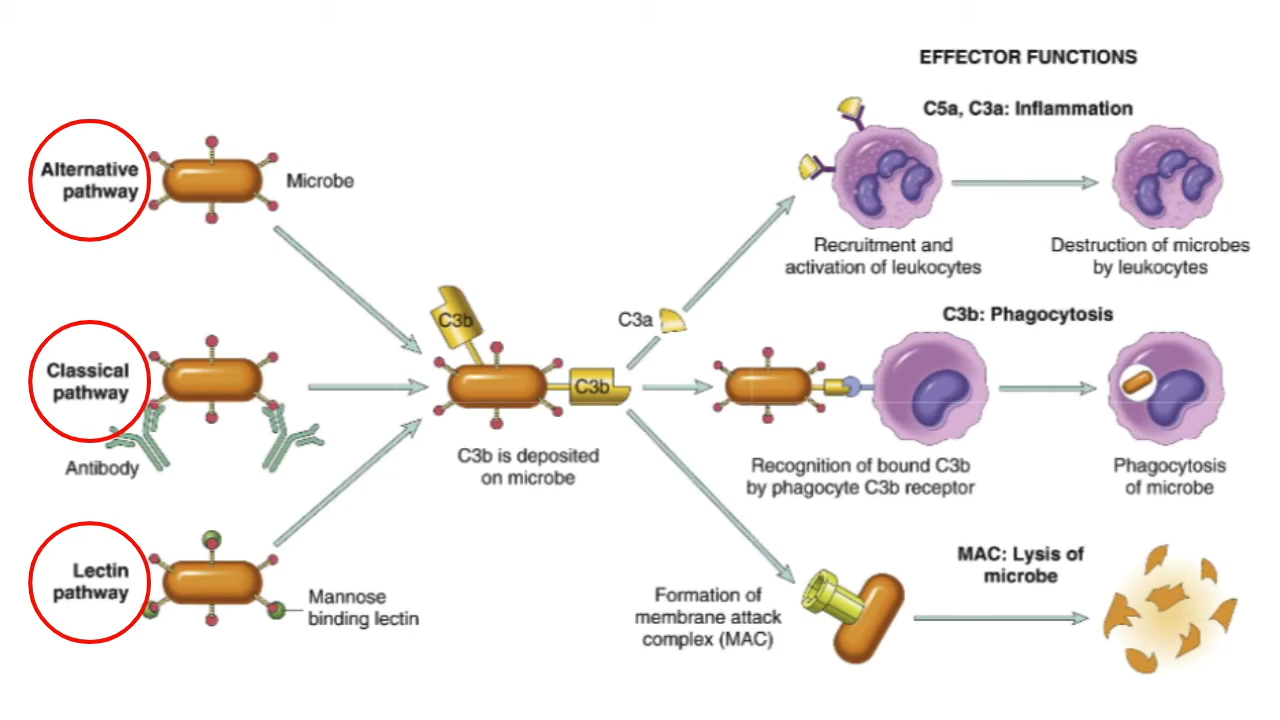 EFFECTOR FUNCTIONS
C5a, C3a: Inflammation
Alternative
pathway
Microbe
Recruitment and
activation of leukocytes
Destruction of microbes
by leukocytes
C3b
C3a
C3b: Phagocytosis
Classical
pathway
C3b
Antibody
C3b is deposited
on microbe
Recognition of bound C3b
by phagocyte C3b receptor
Phagocytosis
of microbe
Lectin
pathway
Mannose
binding lectin
Formation of
membrane attack
complex (MAC)
MAC: Lysis of
microbe